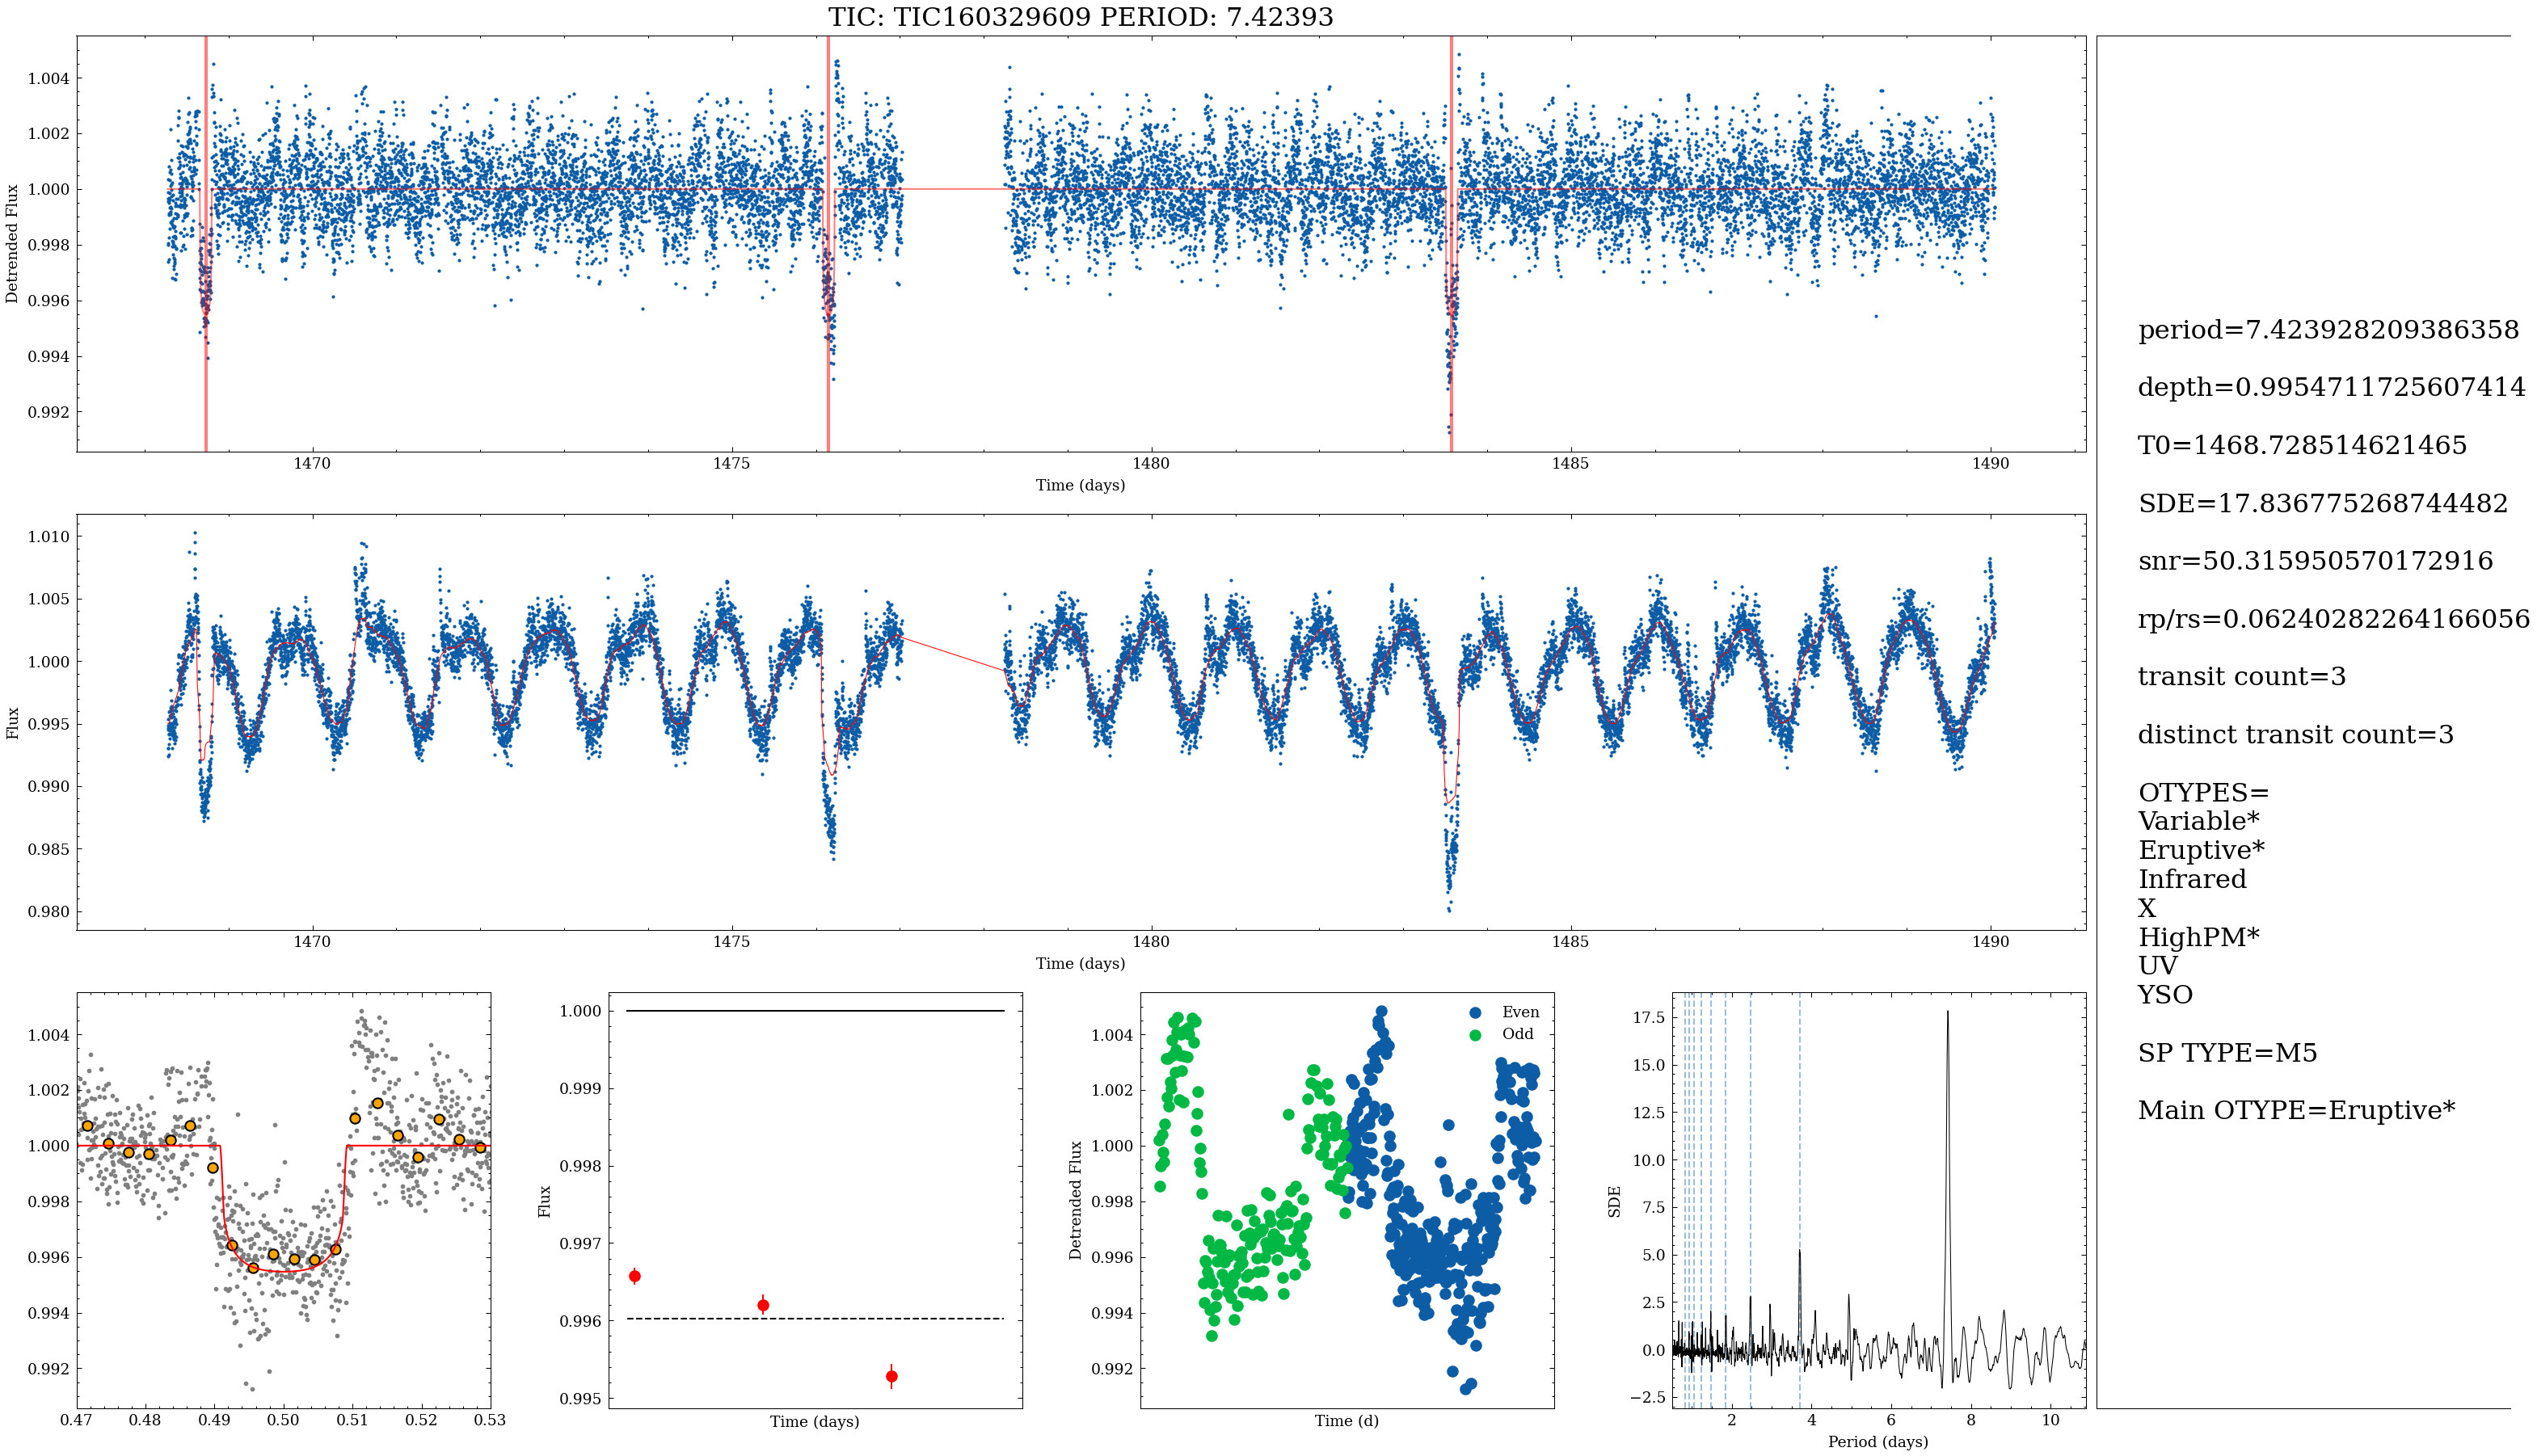 TIC: TIC160329609 PERIOD: 7.42393
1.004
1.002
1.000
0.998
0.996
0.994
0.992
Detrended Flux
1470
1475
1480
1485
1490
Time (days)
1.010
1.005
1.000
0.995
0.990
0.985
0.980
Flux
1470
1475
1480
1485
1490
Time (days)
1.004
1.002
1.000
0.998
0.996
0.994
0.992
0.47
0.48
0.49
0.50
0.51
0.52
0.53
1.000
0.999
0.998
0.997
0.996
0.995
Flux
Time (days)
Even
Odd
1.004
1.002
1.000
0.998
0.996
0.994
0.992
Detrended Flux
Time (d)
17.5
15.0
12.5
10.0
7.5
5.0
2.5
0.0
−2.5
SDE
2
4
6
8
10
Period (days)
period=7.423928209386358
depth=0.9954711725607414
T0=1468.728514621465
SDE=17.836775268744482
snr=50.315950570172916
rp/rs=0.06240282264166056
transit count=3
distinct transit count=3
OTYPES=
Variable*
Eruptive*
Infrared
X
HighPM*
UV
YSO
SP TYPE=M5
Main OTYPE=Eruptive*